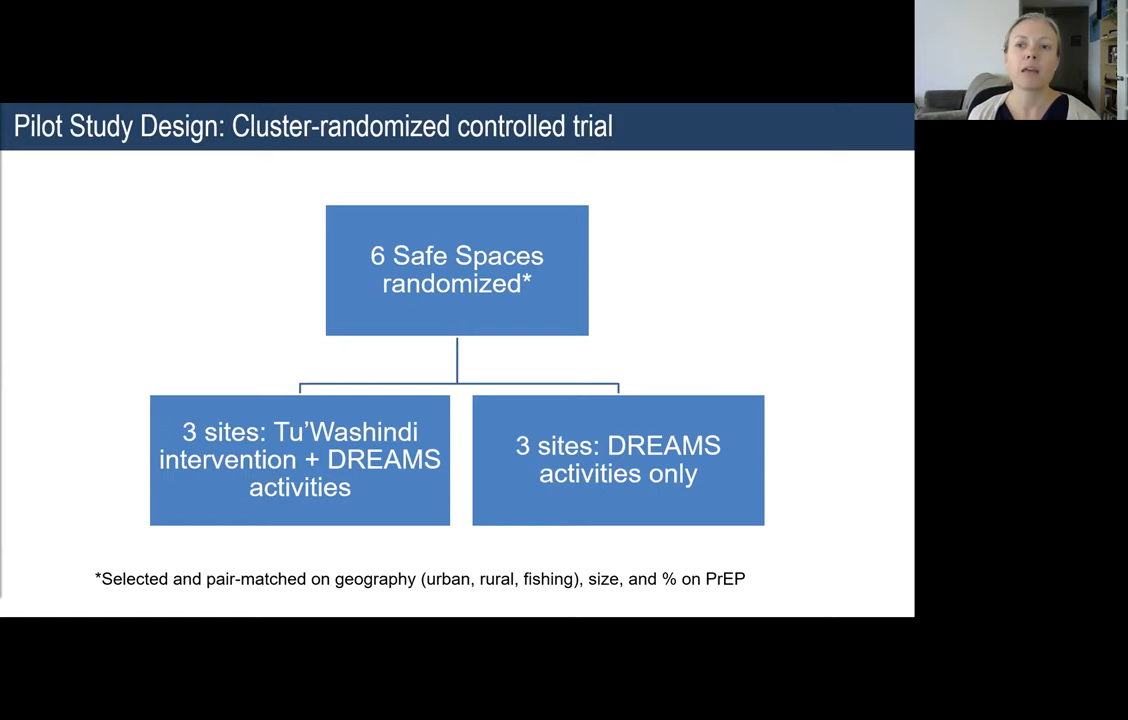 Pilot Study Design: Cluster-randomized controlled trial
6 Safe Spaces
randomized*
3 sites: Tu’Washindi
intervention + DREAMS
activities
3 sites: DREAMS
activities only
*Selected and pair-matched on geography (urban, rural, fishing), size, and % on PrEP